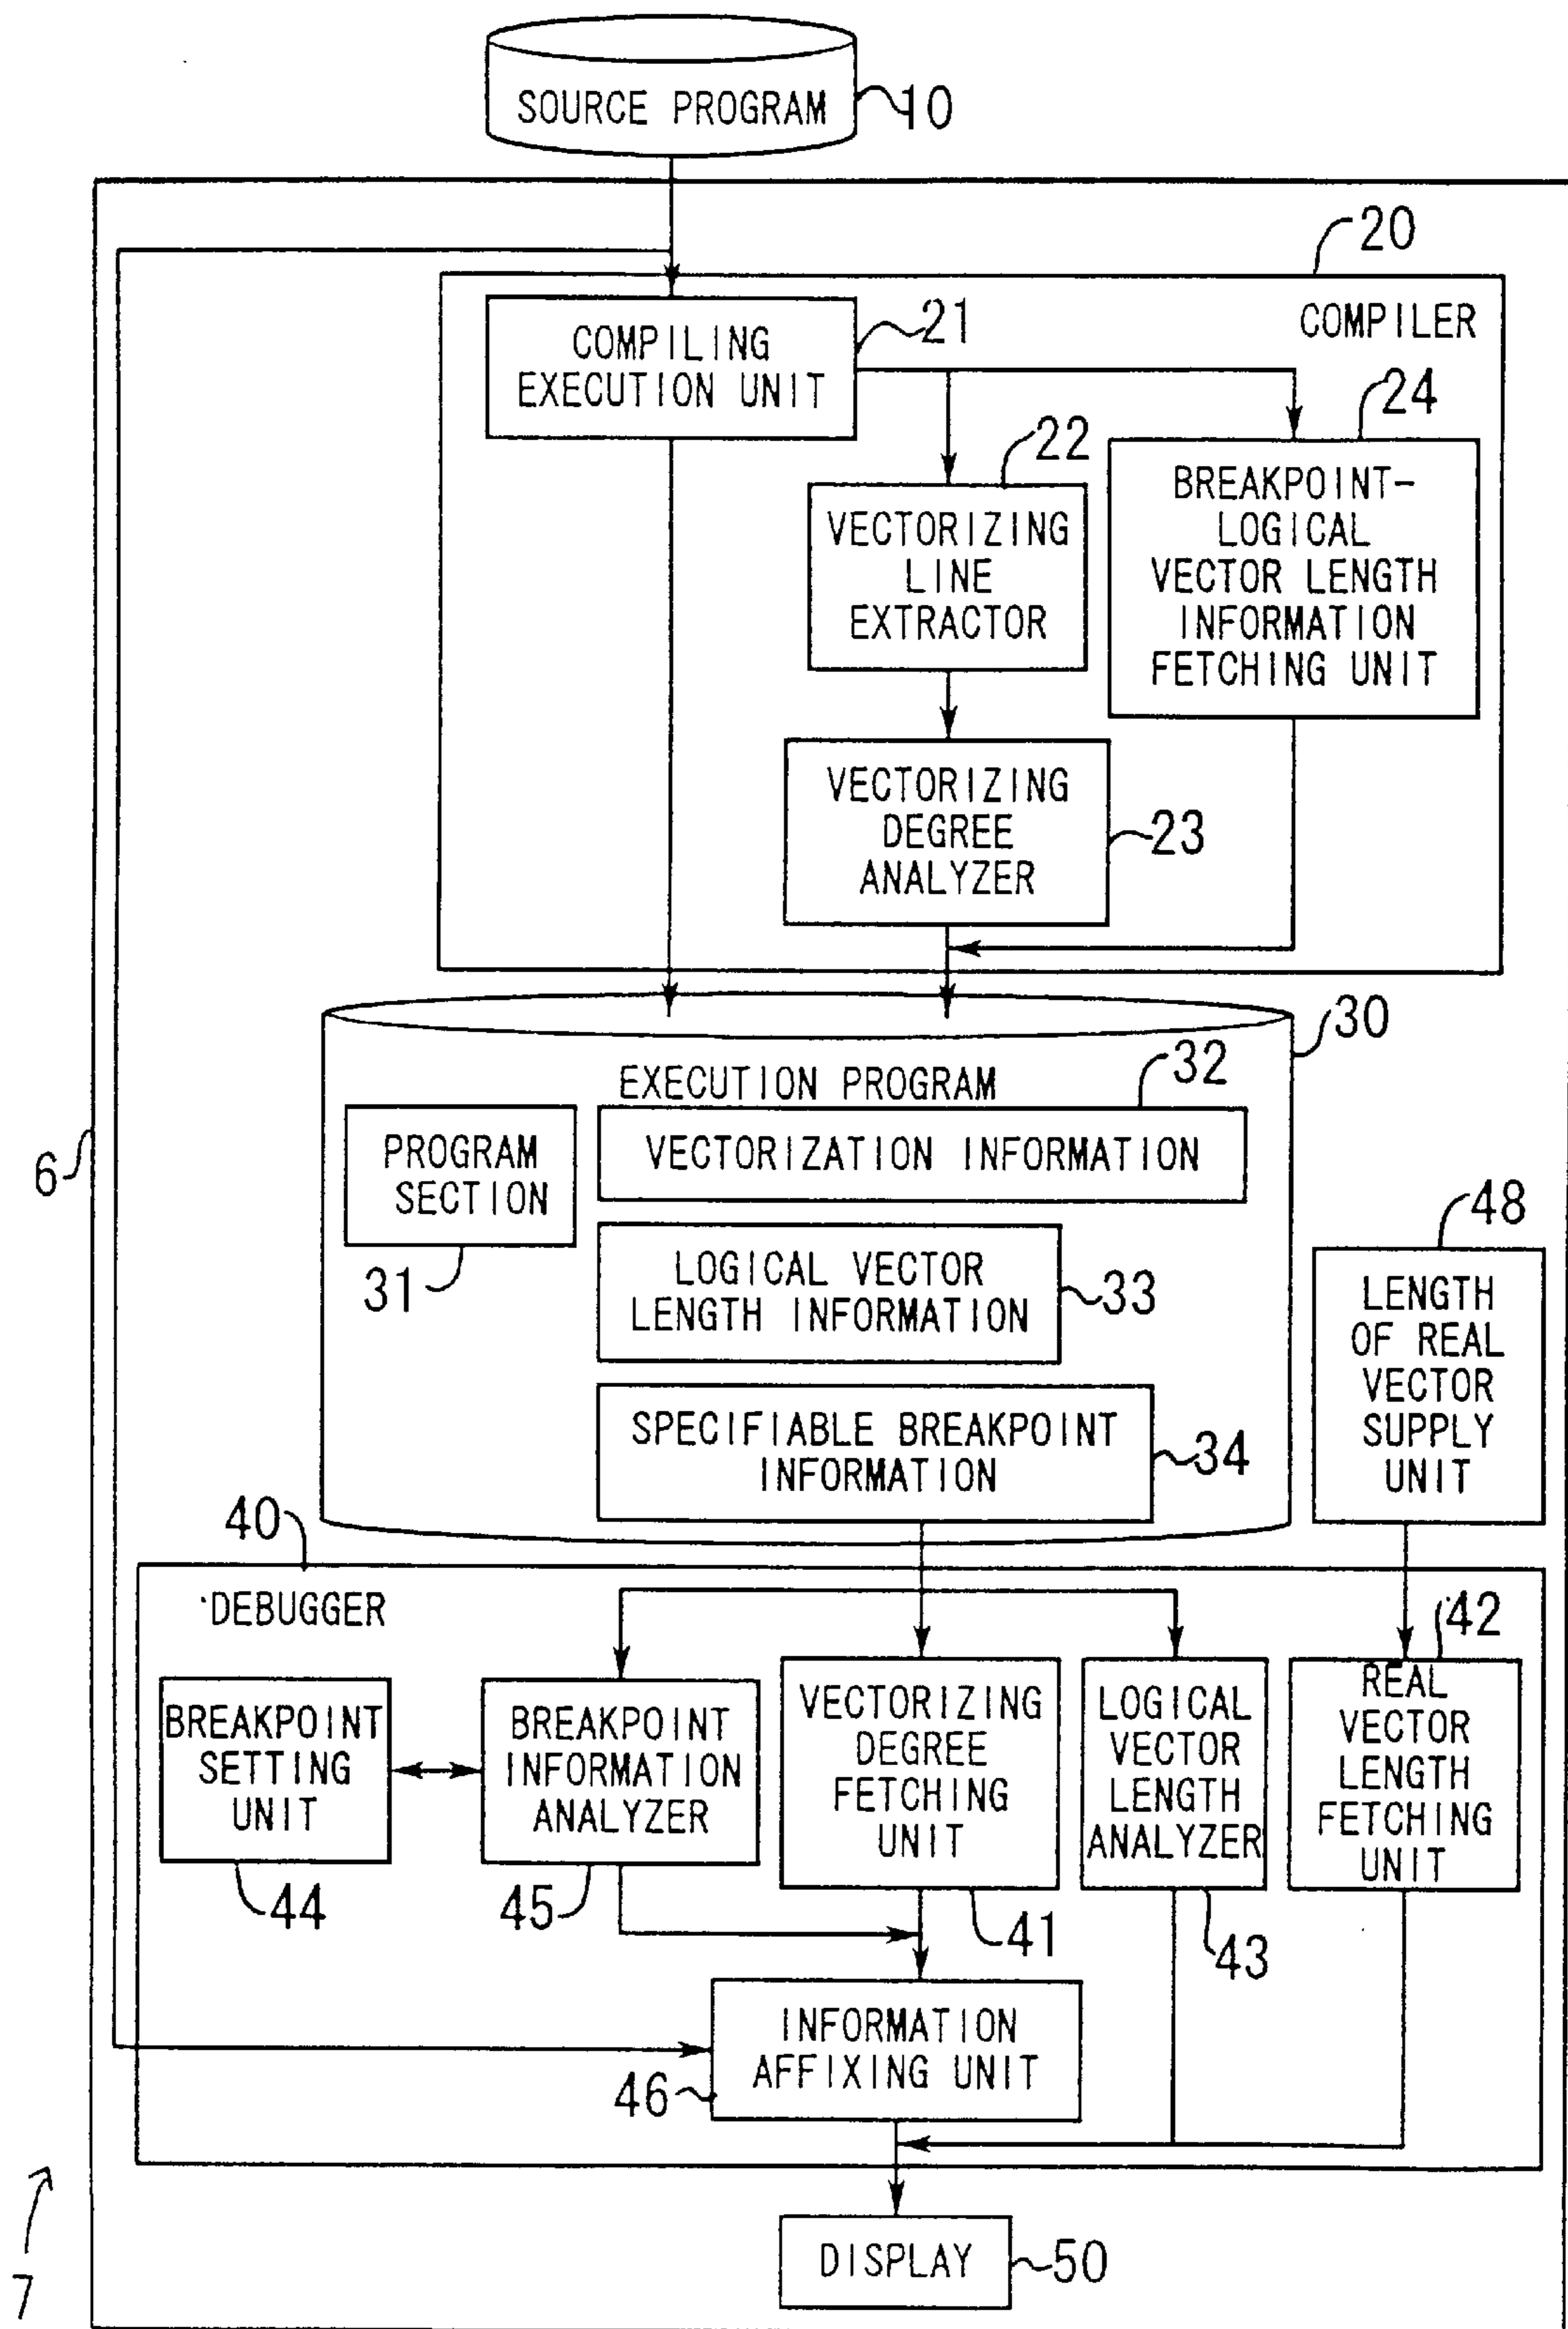 SOURCE PROGRAM
10
20
COMPILER
COMPILING
EXECUTION UNIT
21
24
22
BREAKPOINT-
LOGICAL
VECTOR LENGTH
INFORMATION
FETCHING UNIT
VECTORIZING
LINE
EXTRACTOR
VECTORIZING
DEGREE
ANALYZER
23
30
EXECUTION PROGRAM
32
PROGRAM
SECTION
31
VECTORIZATION INFORMATION
6
LOGICAL VECTOR
LENGTH INFORMATION
33
48
LENGTH
OF REAL
VECTOR
SUPPLY
UNIT
SPECIFIABLE BREAKPOINT
INFORMATION
34
40
DEBUGGER
42
BREAKPOINT
SETTING
UNIT
44
BREAKPOINT
INFORMATION
ANALYZER
45
VECTORIZING
DEGREE
FETCHING
UNIT
41
LOGICAL
VECTOR
LENGTH
ANALYZER
43
REAL
VECTOR
LENGTH
FETCHING
UNIT
INFORMATION
AFFIXING UNIT
46
7
DISPLAY
50